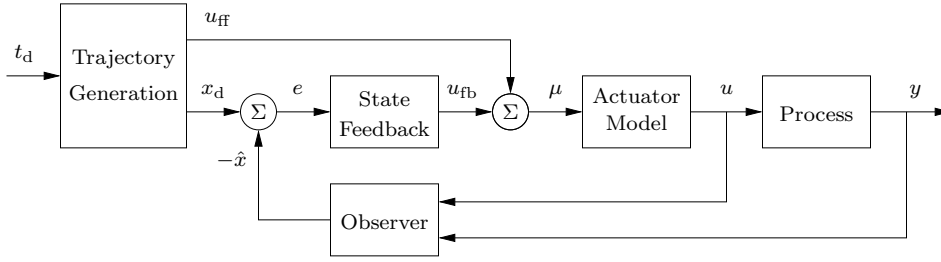 t_d
Trajectory
Generation
u_ff
x_d
Σ
e
State
Feedback
u_fb
Σ
μ
Actuator
Model
u
Process
y
−x̂
Observer